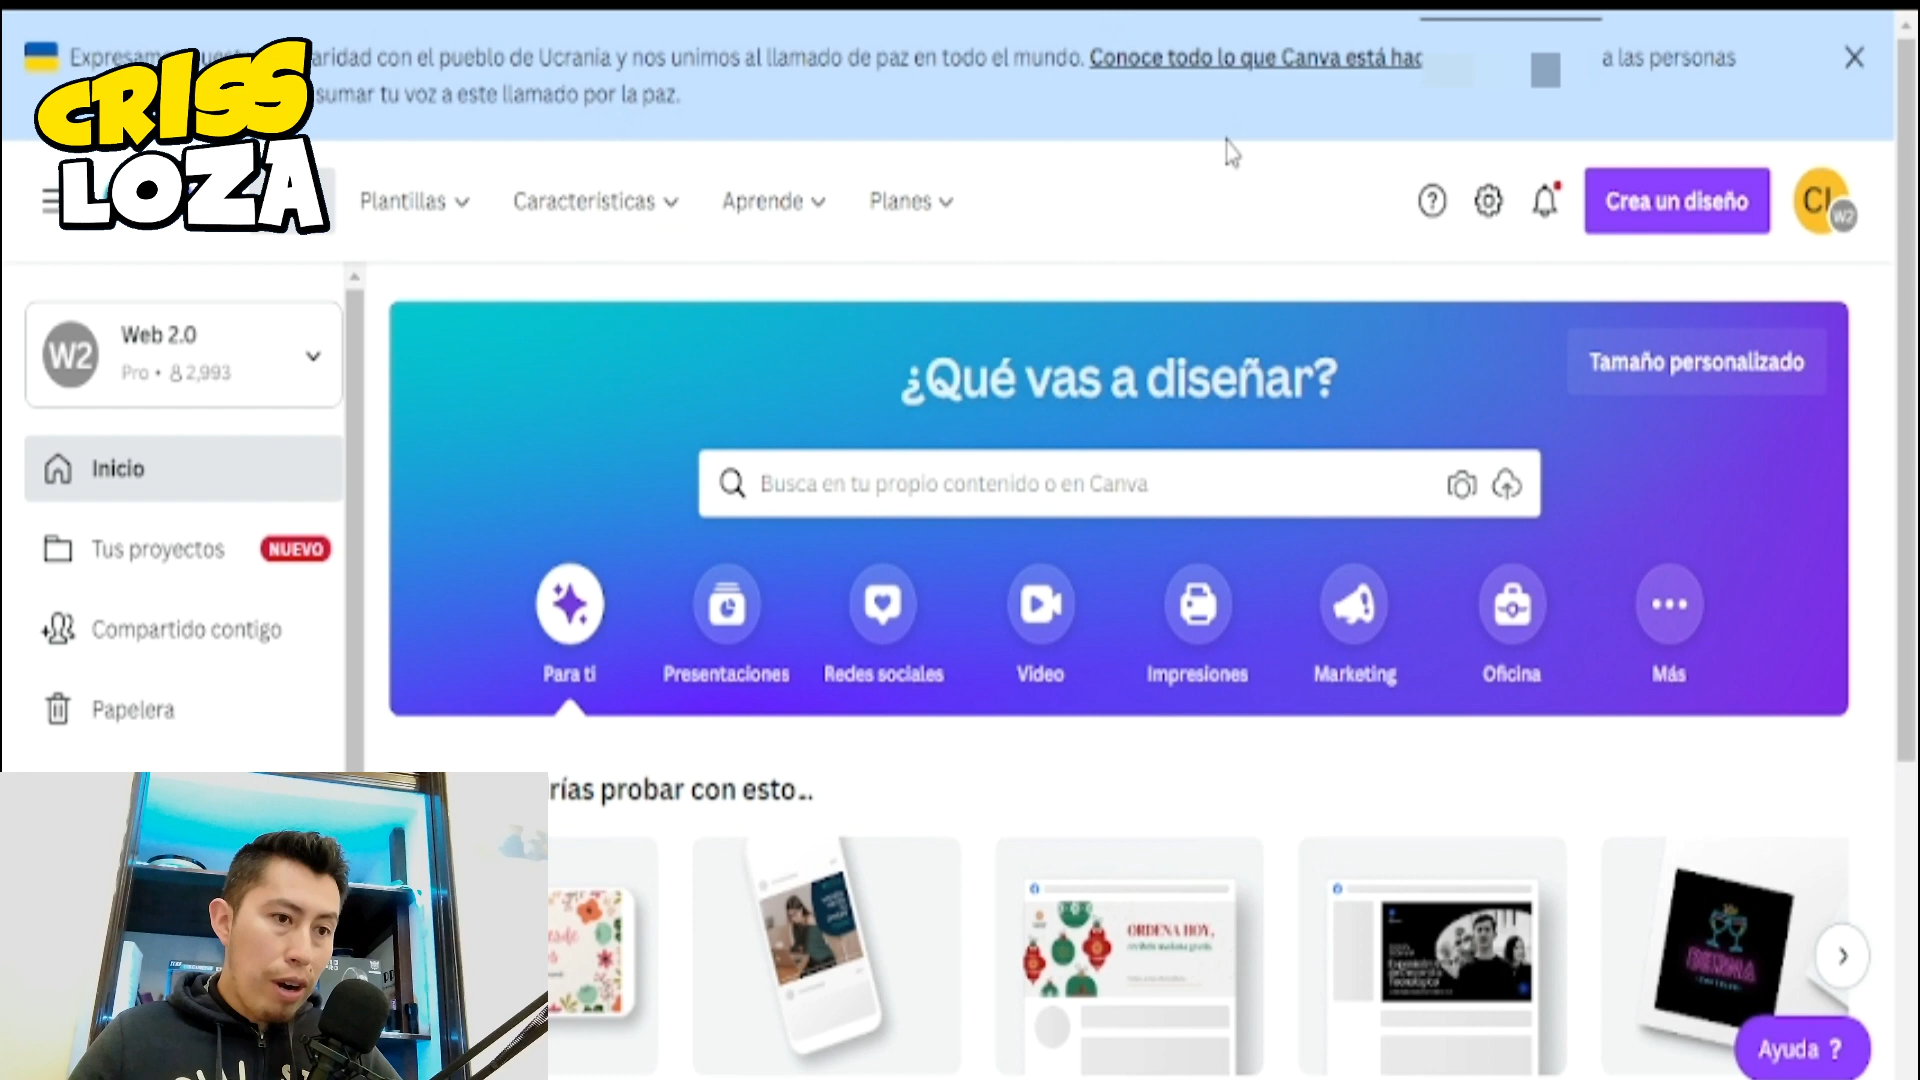 aridad con el pueblo de Ucrania y nos unimos al llamado de paz en todo el mundo. Conoce todo lo que Canva está hac a las personas
sumar tu voz a este llamado por la paz.
CRISS
LOZA
Plantillas
Características
Aprende
Planes
?
Crea un diseño
CL
W2
W2
Web 2.0
Pro • 2,993
Inicio
Tus proyectos
NUEVO
Compartido contigo
Papelera
¿Qué vas a diseñar?
Tamaño personalizado
Busca en tu propio contenido o en Canva
Para ti
Presentaciones
Redes sociales
Video
Impresiones
Marketing
Oficina
Más
rías probar con esto...
ORDENA HOY,
Ayuda ?